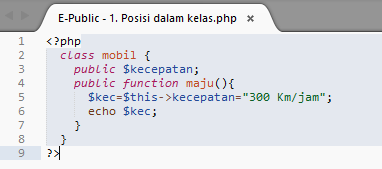 E-Public - 1. Posisi dalam kelas.php ×
1 <?php
2 class mobil {
3 public $kecepatan;
4 public function maju(){
5 $kec=$this->kecepatan="300 Km/jam";
6 echo $kec;
7 }
8 }
9 ?>